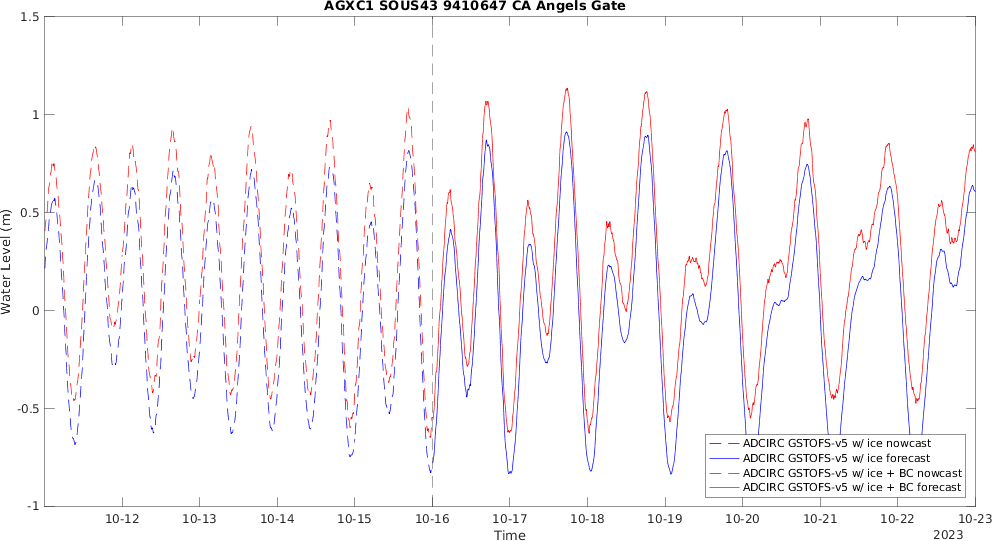 AGXC1 SOUS43 9410647 CA Angels Gate
Water Level (m)
1.5
1
0.5
0
-0.5
-1
10-12 10-13 10-14 10-15 10-16 10-17 10-18 10-19 10-20 10-21 10-22 10-23
Time
2023
ADCIRC GSTOFS-v5 w/ ice nowcast
ADCIRC GSTOFS-v5 w/ ice forecast
ADCIRC GSTOFS-v5 w/ ice + BC nowcast
ADCIRC GSTOFS-v5 w/ ice + BC forecast